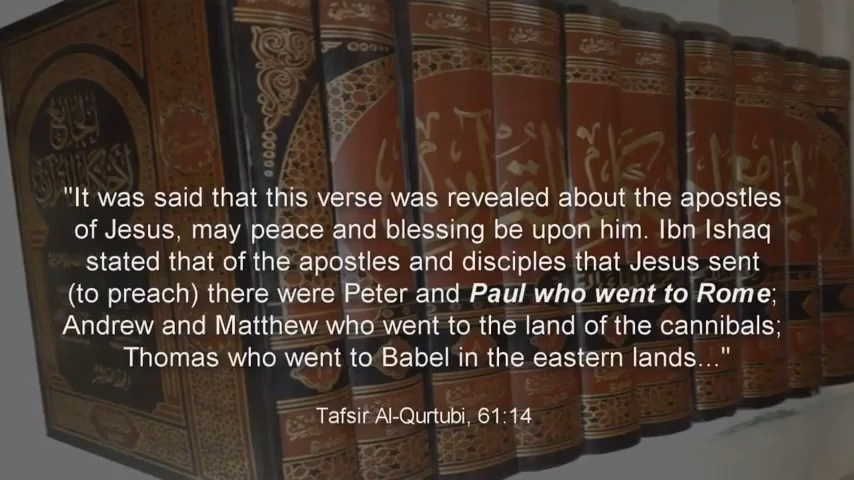 "It was said that this verse was revealed about the apostles
of Jesus, may peace and blessing be upon him. Ibn Ishaq
stated that of the apostles and disciples that Jesus sent
(to preach) there were Peter and Paul who went to Rome;
Andrew and Matthew who went to the land of the cannibals;
Thomas who went to Babel in the eastern lands..."
Tafsir Al-Qurtubi, 61:14
الجامع
لأحكام القرآن